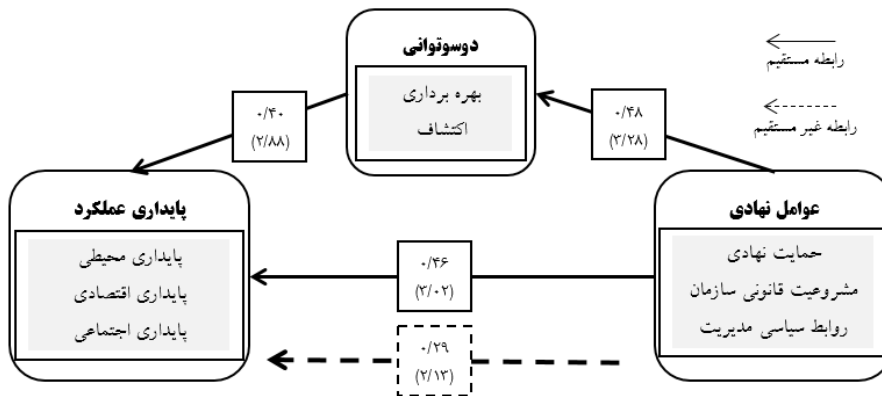 دوسوتوانی
بهره برداری
اکتشاف
رابطه مستقیم
رابطه غیر مستقیم
۰/۴۸
(۳/۲۸)
۰/۴۰
(۲/۸۸)
عوامل نهادی
حمایت نهادی
مشروعیت قانونی سازمان
روابط سیاسی مدیریت
پایداری عملکرد
پایداری محیطی
پایداری اقتصادی
پایداری اجتماعی
۰/۴۶
(۳/۰۲)
۰/۲۹
(۲/۱۳)